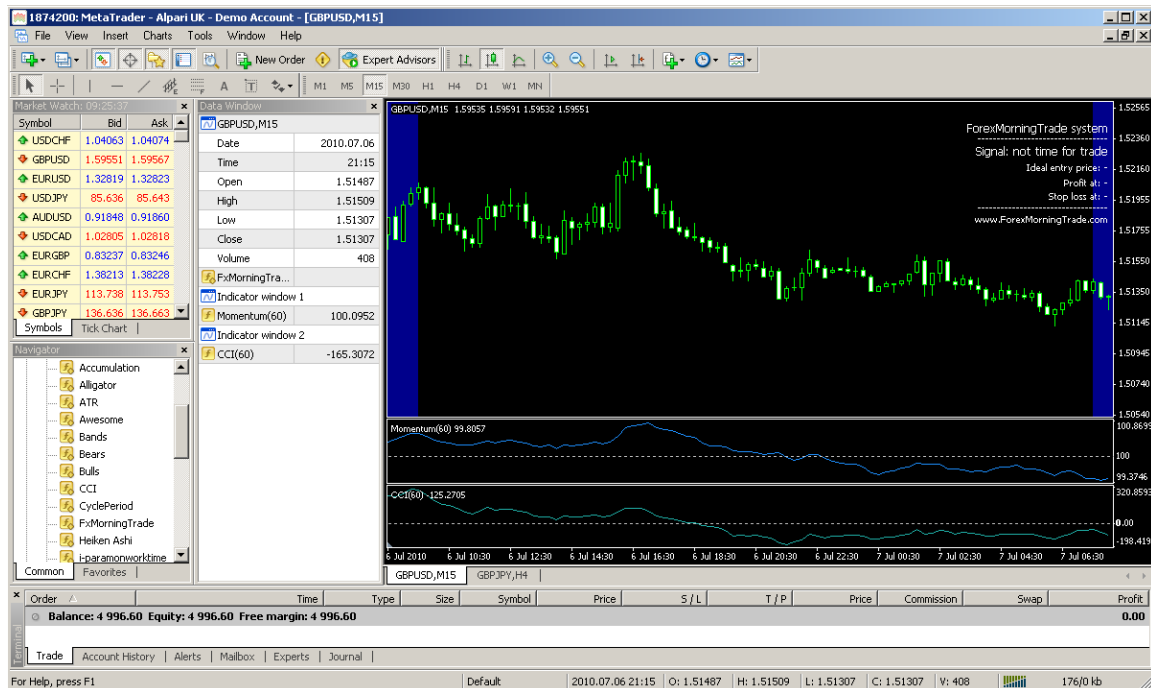 1874200: MetaTrader - Alpari UK - Demo Account - [GBPUSD,M15]
File View Insert Charts Tools Window Help
New Order Expert Advisors
A T M1 M5 M15 M30 H1 H4 D1 W1 MN
Market Watch: 09:25:37
Symbol Bid Ask
USDCHF 1.04063 1.04074
GBPUSD 1.59551 1.59567
EURUSD 1.32819 1.32823
USDJPY 85.636 85.643
AUDUSD 0.91848 0.91860
USDCAD 1.02805 1.02818
EURGBP 0.83237 0.83246
EURCHF 1.38213 1.38228
EURJPY 113.738 113.753
GBPJPY 136.636 136.663
Symbols Tick Chart
Navigator
Accumulation
Alligator
ATR
Awesome
Bands
Bears
Bulls
CCI
CyclePeriod
FxMorningTrade
Heiken Ashi
i-paramonworktime
Common Favorites
Data Window
GBPUSD,M15
Date 2010.07.06
Time 21:15
Open 1.51487
High 1.51509
Low 1.51307
Close 1.51307
Volume 408
FxMorningTra...
Indicator window 1
Momentum(60) 100.0952
Indicator window 2
CCI(60) -165.3072
GBPUSD,M15 1.59535 1.59591 1.59532 1.59551
ForexMorningTrade system
Signal: not time for trade
Ideal entry price: -
Profit at: -
Stop loss at: -
www.ForexMorningTrade.com
1.52565
1.52360
1.52160
1.51955
1.51755
1.51550
1.51350
1.51145
1.50945
1.50740
1.50540
Momentum(60) 99.8057
100.8699
100
99.3746
CCI(60) -125.2705
320.8593
0.00
-198.419
6 Jul 2010 6 Jul 10:30 6 Jul 12:30 6 Jul 14:30 6 Jul 16:30 6 Jul 18:30 6 Jul 20:30 6 Jul 22:30 7 Jul 00:30 7 Jul 02:30 7 Jul 04:30 7 Jul 06:30
GBPUSD,M15 GBPJPY,H4
Order Time Type Size Symbol Price S / L T / P Price Commission Swap Profit
Balance: 4 996.60 Equity: 4 996.60 Free margin: 4 996.60 0.00
Terminal
Trade Account History Alerts Mailbox Experts Journal
For Help, press F1 Default 2010.07.06 21:15 O: 1.51487 H: 1.51509 L: 1.51307 C: 1.51307 V: 408 176/0 kb